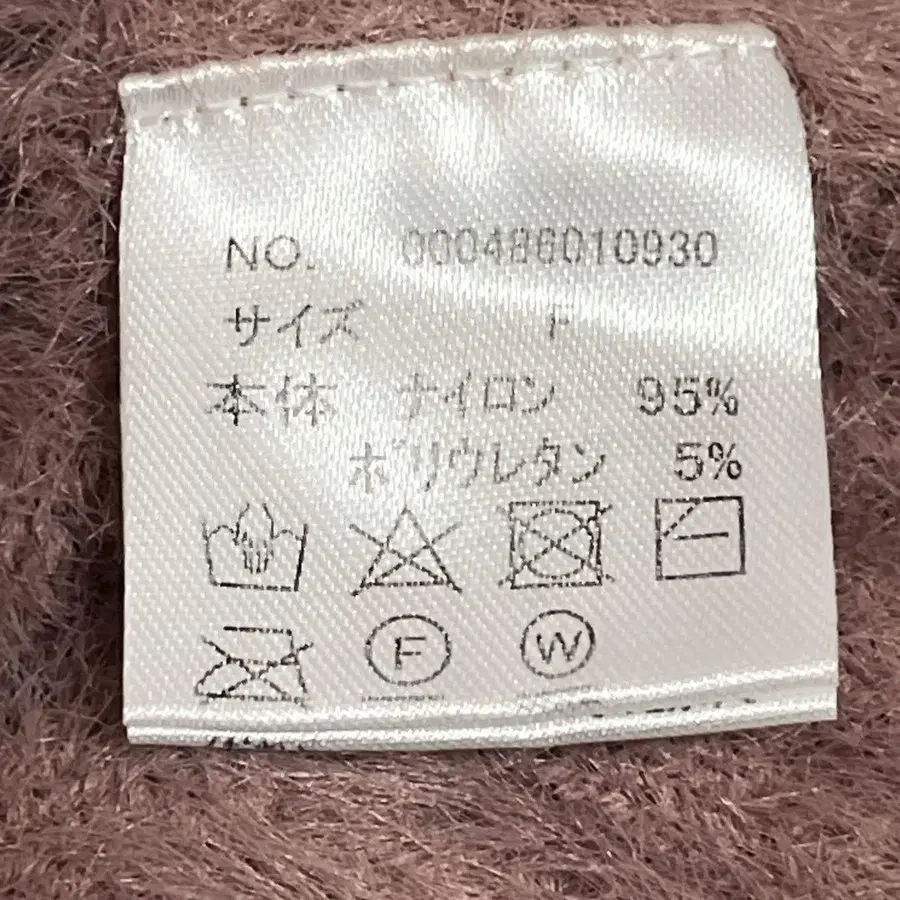 NO. 000486010930
サイズ F
本体 ナイロン 95%
ポリウレタン 5%
F W